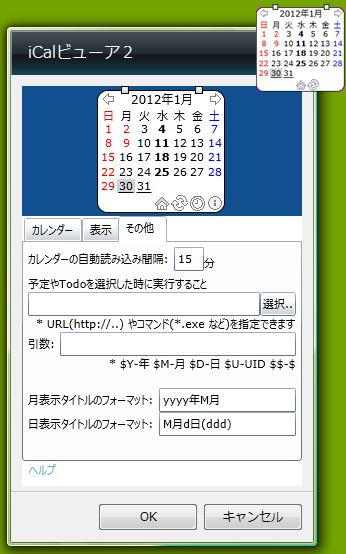 2012年1月
日 月 火 水 木 金 土
1 2 3 4 5 6 7
8 9 10 11 12 13 14
15 16 17 18 19 20 21
22 23 24 25 26 27 28
29 30 31
iCalビューア2
2012年1月
日 月 火 水 木 金 土
1 2 3 4 5 6 7
8 9 10 11 12 13 14
15 16 17 18 19 20 21
22 23 24 25 26 27 28
29 30 31
カレンダー 表示 その他
カレンダーの自動読み込み間隔: 15 分
予定やTodoを選択した時に実行すること
選択..
* URL(http://..) やコマンド(*.exe など)を指定できます
引数:
* $Y-年 $M-月 $D-日 $U-UID $$-$
月表示タイトルのフォーマット: yyyy年M月
日表示タイトルのフォーマット: M月d日(ddd)
ヘルプ
OK キャンセル